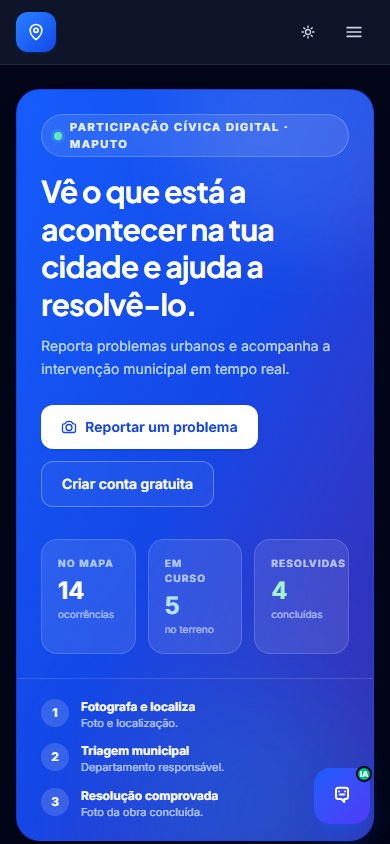 PARTICIPAÇÃO CÍVICA DIGITAL ·
MAPUTO
Vê o que está a
acontecer na tua
cidade e ajuda a
resolvê-lo.
Reporta problemas urbanos e acompanha a
intervenção municipal em tempo real.
Reportar um problema
Criar conta gratuita
NO MAPA
14
ocorrências
EM
CURSO
5
no terreno
RESOLVIDAS
4
concluídas
1
Fotografa e localiza
Foto e localização.
2
Triagem municipal
Departamento responsável.
3
Resolução comprovada
Foto da obra concluída.
IA